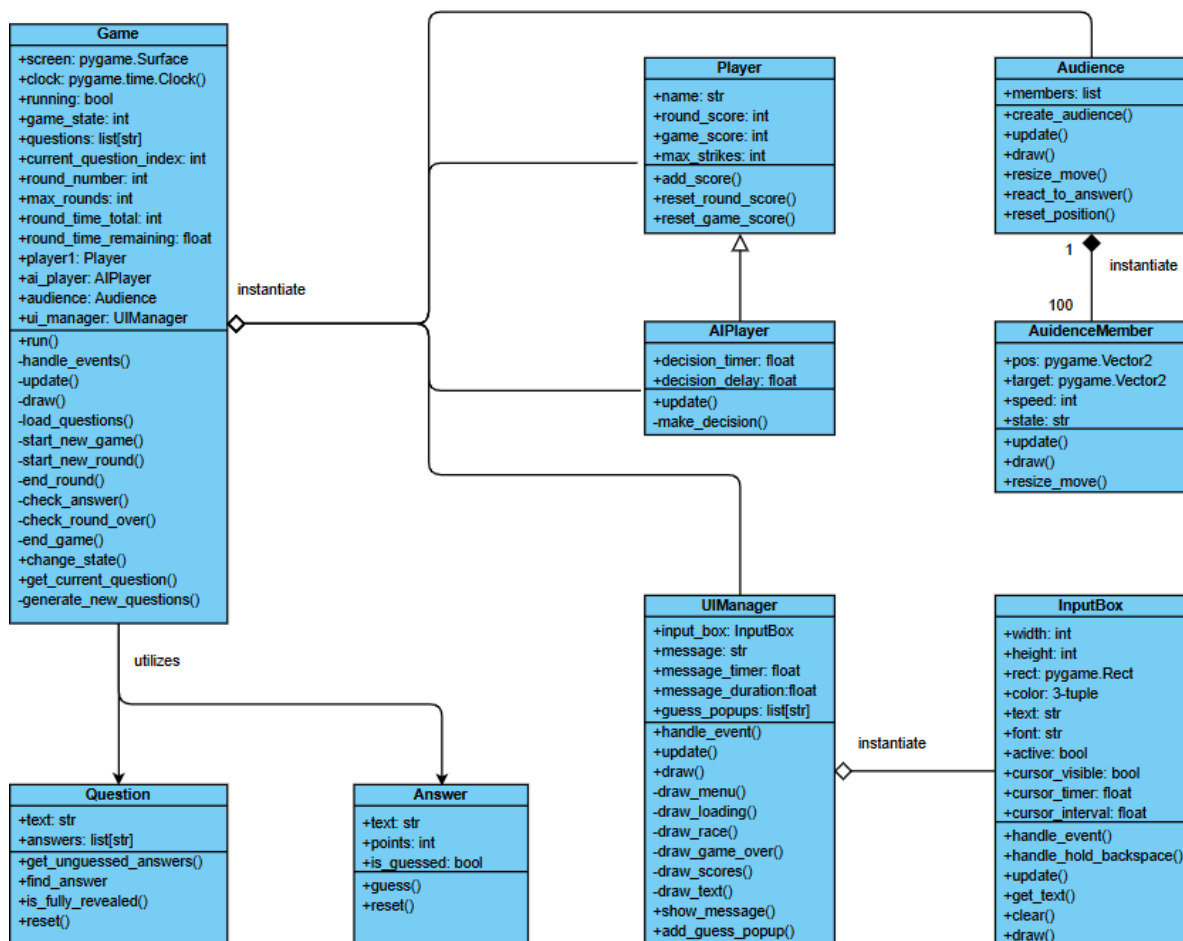 Game
+screen: pygame.Surface
+clock: pygame.time.Clock()
+running: bool
+game_state: int
+questions: list[str]
+current_question_index: int
+round_number: int
+max_rounds: int
+round_time_total: int
+round_time_remaining: float
+player1: Player
+ai_player: AIPlayer
+audience: Audience
+ui_manager: UIManager
+run()
-handle_events()
-update()
-draw()
-load_questions()
-start_new_game()
-start_new_round()
-end_round()
-check_answer()
-check_round_over()
-end_game()
+change_state()
+get_current_question()
-generate_new_questions()
instantiate
utilizes
Player
+name: str
+round_score: int
+game_score: int
+max_strikes: int
+add_score()
+reset_round_score()
+reset_game_score()
Audience
+members: list
+create_audience()
+update()
+draw()
+resize_move()
+react_to_answer()
+reset_position()
1
instantiate
100
AIPlayer
+decision_timer: float
+decision_delay: float
+update()
-make_decision()
AuidenceMember
+pos: pygame.Vector2
+target: pygame.Vector2
+speed: int
+state: str
+update()
+draw()
+resize_move()
Question
+text: str
+answers: list[str]
+get_unguessed_answers()
+find_answer
+is_fully_revealed()
+reset()
Answer
+text: str
+points: int
+is_guessed: bool
+guess()
+reset()
UIManager
+input_box: InputBox
+message: str
+message_timer: float
+message_duration:float
+guess_popups: list[str]
+handle_event()
+update()
+draw()
-draw_menu()
-draw_loading()
-draw_race()
-draw_game_over()
-draw_scores()
-draw_text()
+show_message()
+add_guess_popup()
instantiate
InputBox
+width: int
+height: int
+rect: pygame.Rect
+color: 3-tuple
+text: str
+font: str
+active: bool
+cursor_visible: bool
+cursor_timer: float
+cursor_interval: float
+handle_event()
+handle_hold_backspace()
+update()
+get_text()
+clear()
+draw()